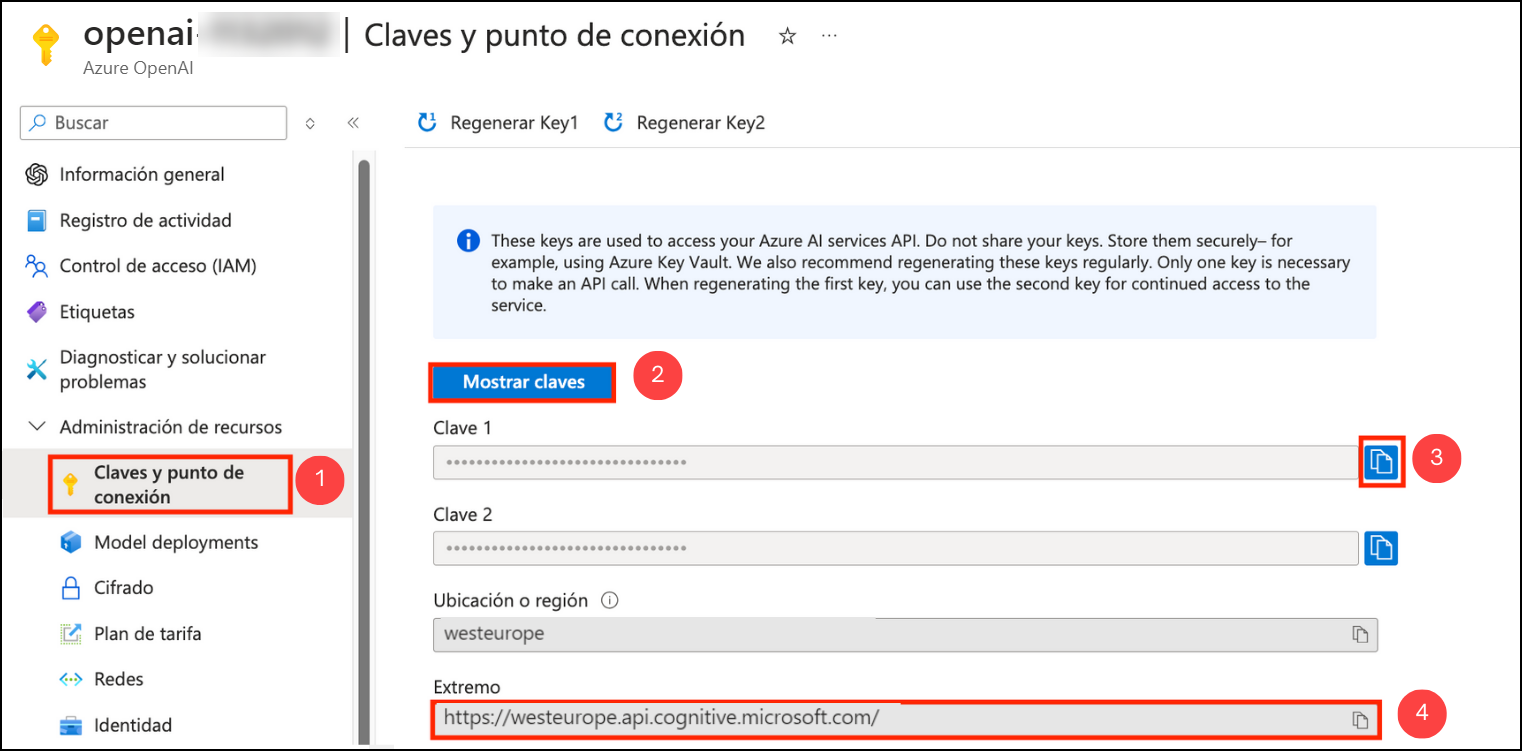 openai- | Claves y punto de conexión
Azure OpenAI
Buscar
Regenerar Key1
Regenerar Key2
Información general
Registro de actividad
Control de acceso (IAM)
Etiquetas
Diagnosticar y solucionar
problemas
Administración de recursos
Claves y punto de
conexión
1
Model deployments
Cifrado
Plan de tarifa
Redes
Identidad
These keys are used to access your Azure AI services API. Do not share your keys. Store them securely– for
example, using Azure Key Vault. We also recommend regenerating these keys regularly. Only one key is necessary
to make an API call. When regenerating the first key, you can use the second key for continued access to the
service.
Mostrar claves
2
Clave 1
3
Clave 2
Ubicación o región
westeurope
Extremo
https://westeurope.api.cognitive.microsoft.com/
4